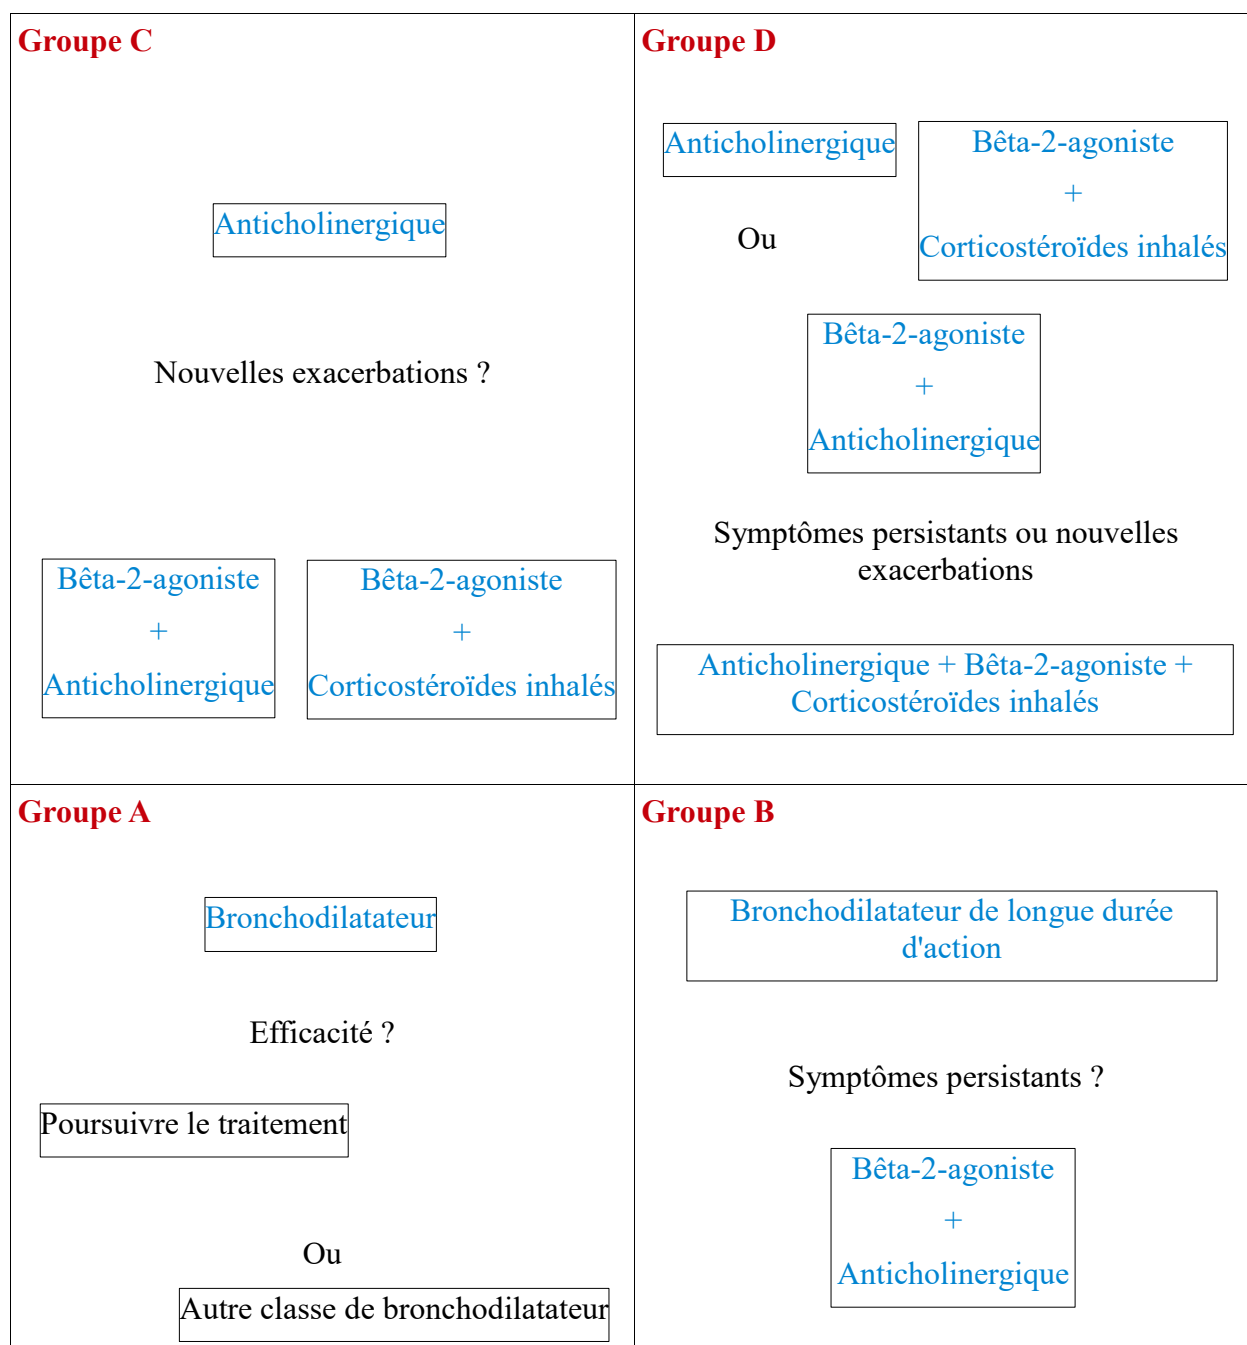 Groupe C
Anticholinergique
Nouvelles exacerbations ?
Bêta-2-agoniste
+
Anticholinergique
Bêta-2-agoniste
+
Corticostéroïdes inhalés
Groupe D
Anticholinergique
Ou
Bêta-2-agoniste
+
Corticostéroïdes inhalés
Bêta-2-agoniste
+
Anticholinergique
Symptômes persistants ou nouvelles
exacerbations
Anticholinergique + Bêta-2-agoniste +
Corticostéroïdes inhalés
Groupe A
Bronchodilatateur
Efficacité ?
Poursuivre le traitement
Ou
Autre classe de bronchodilatateur
Groupe B
Bronchodilatateur de longue durée
d'action
Symptômes persistants ?
Bêta-2-agoniste
+
Anticholinergique